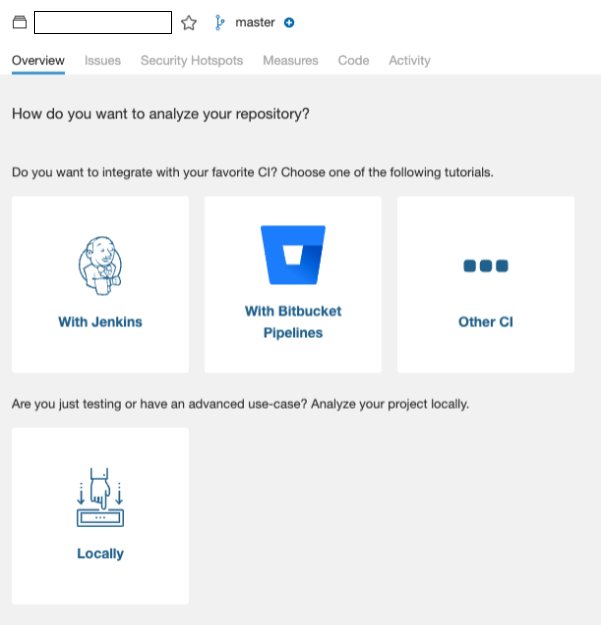 master
Overview Issues Security Hotspots Measures Code Activity
How do you want to analyze your repository?
Do you want to integrate with your favorite CI? Choose one of the following tutorials.
With Jenkins
With Bitbucket
Pipelines
Other CI
Are you just testing or have an advanced use-case? Analyze your project locally.
Locally